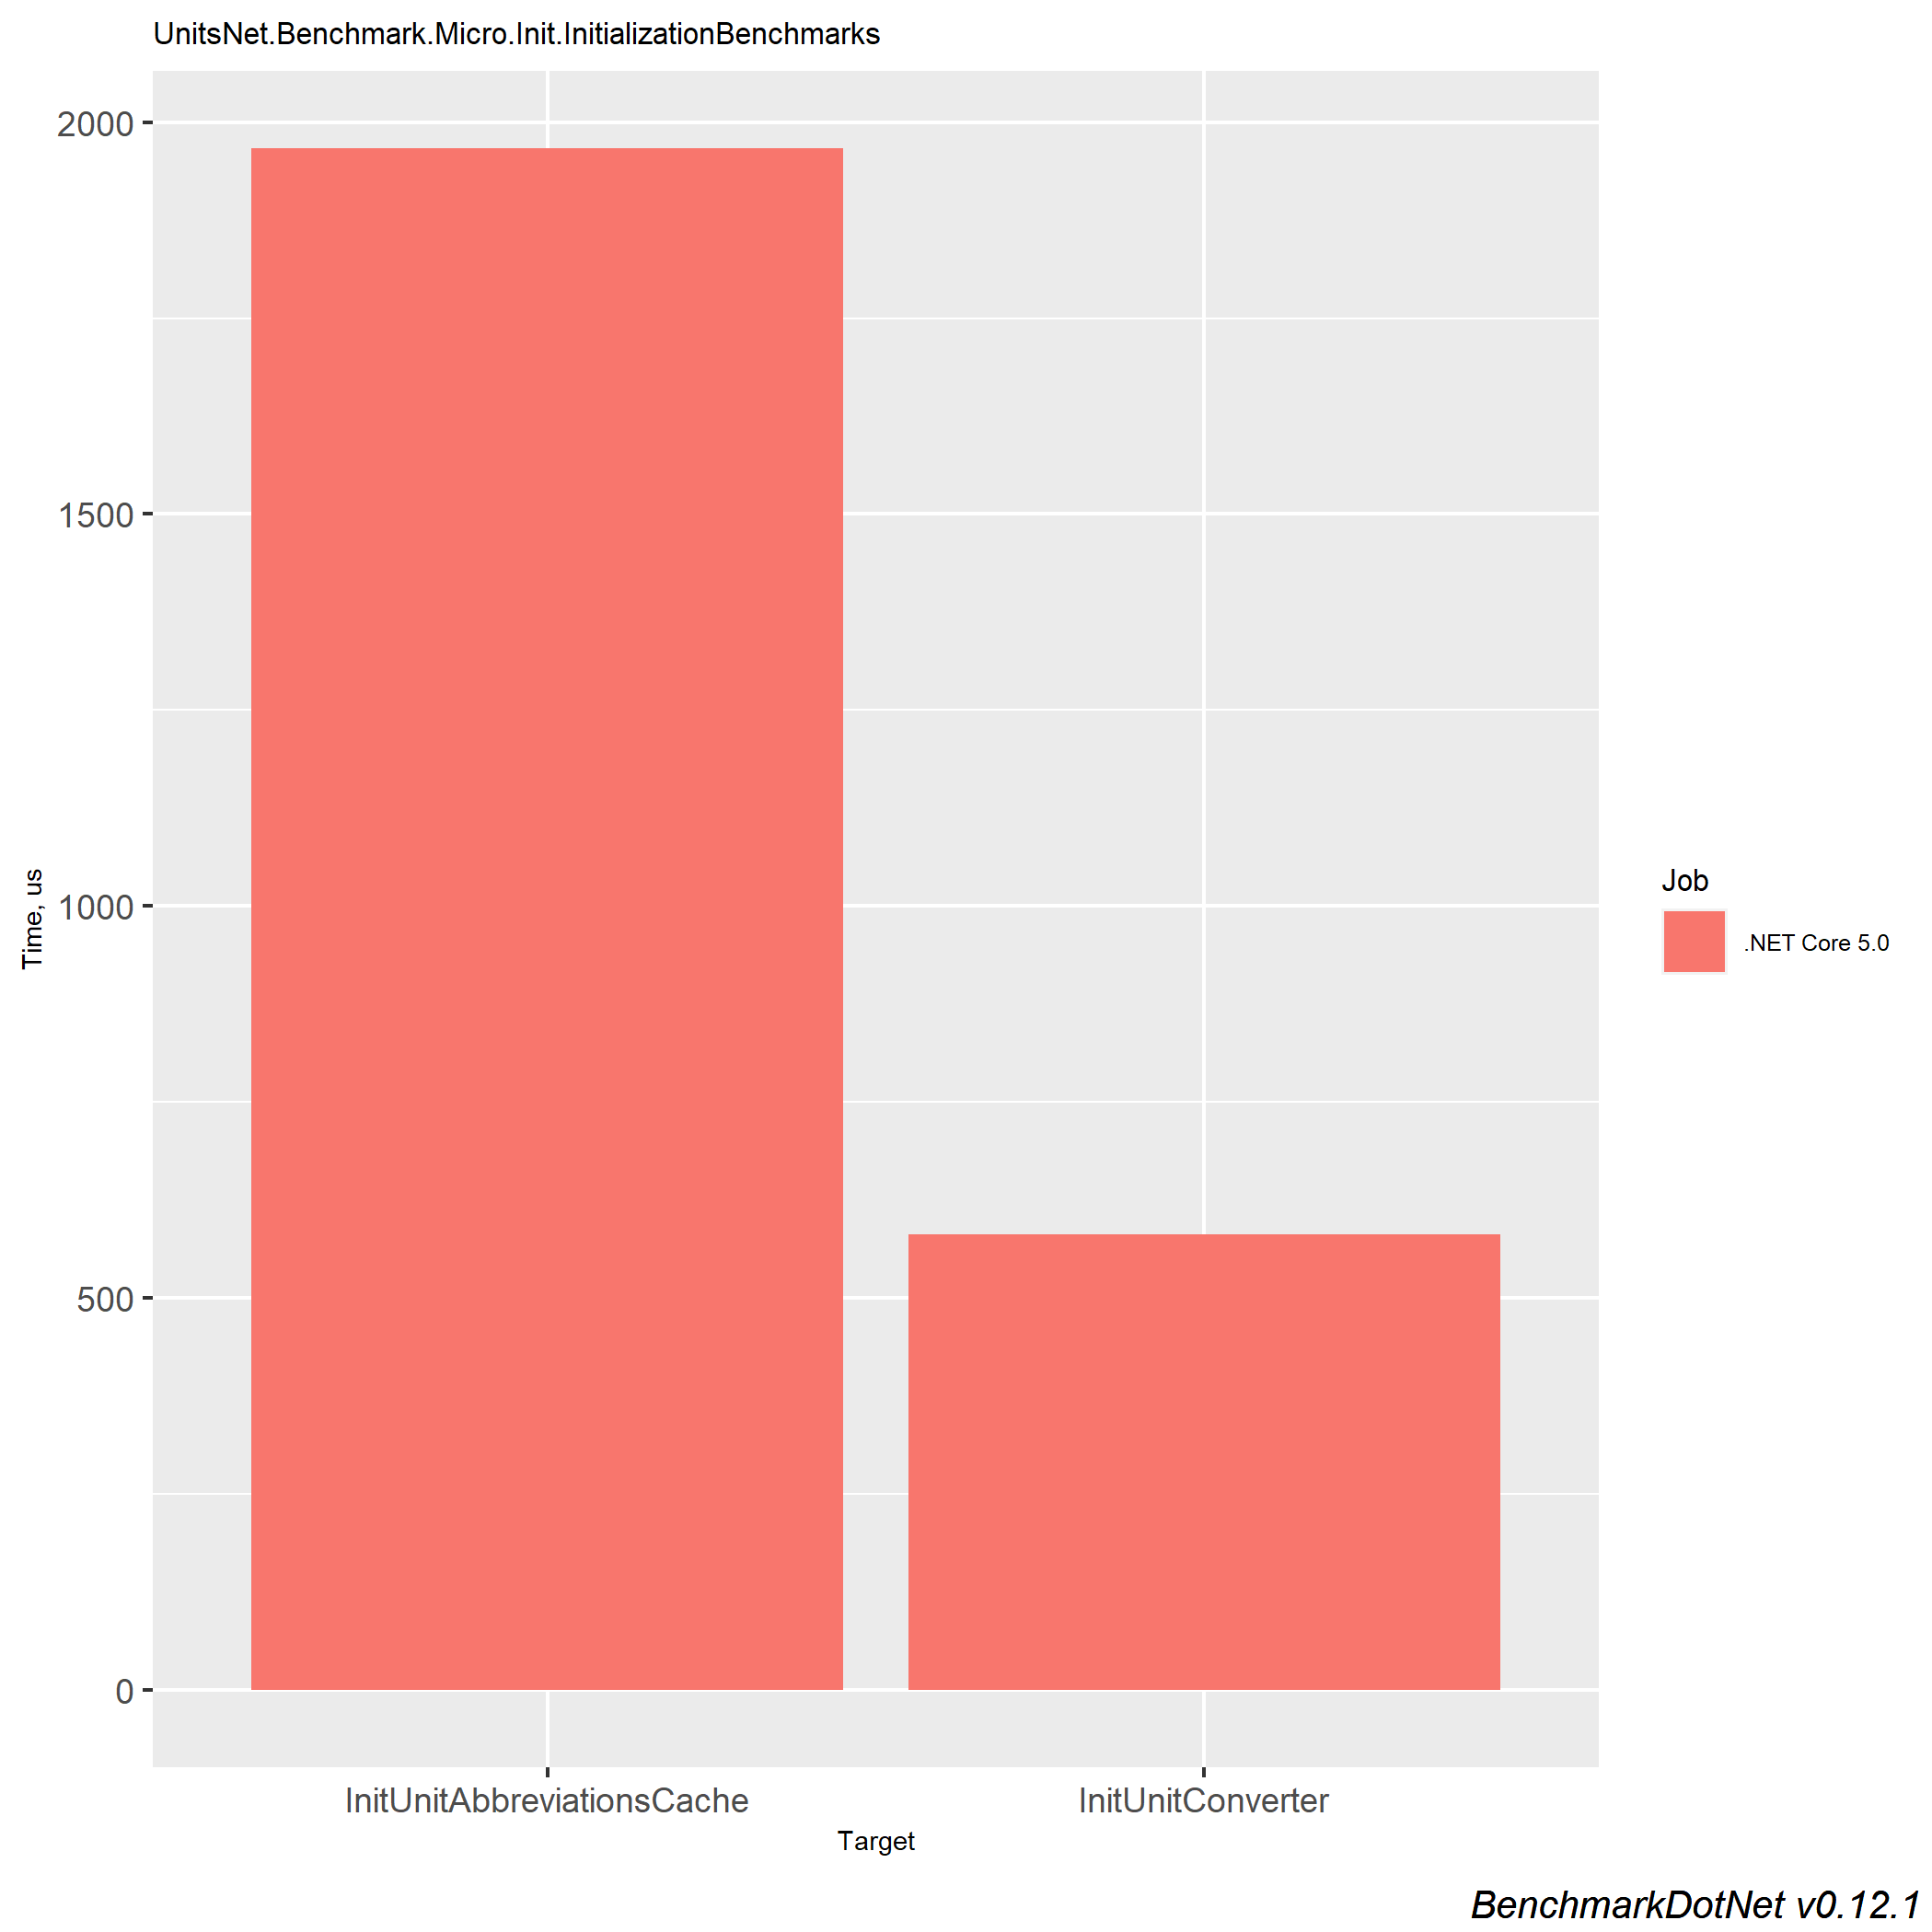 UnitsNet.Benchmark.Micro.Init.InitializationBenchmarks
2000
1500
1000
500
0
Time, us
InitUnitAbbreviationsCache
InitUnitConverter
Target
Job
.NET Core 5.0
BenchmarkDotNet v0.12.1